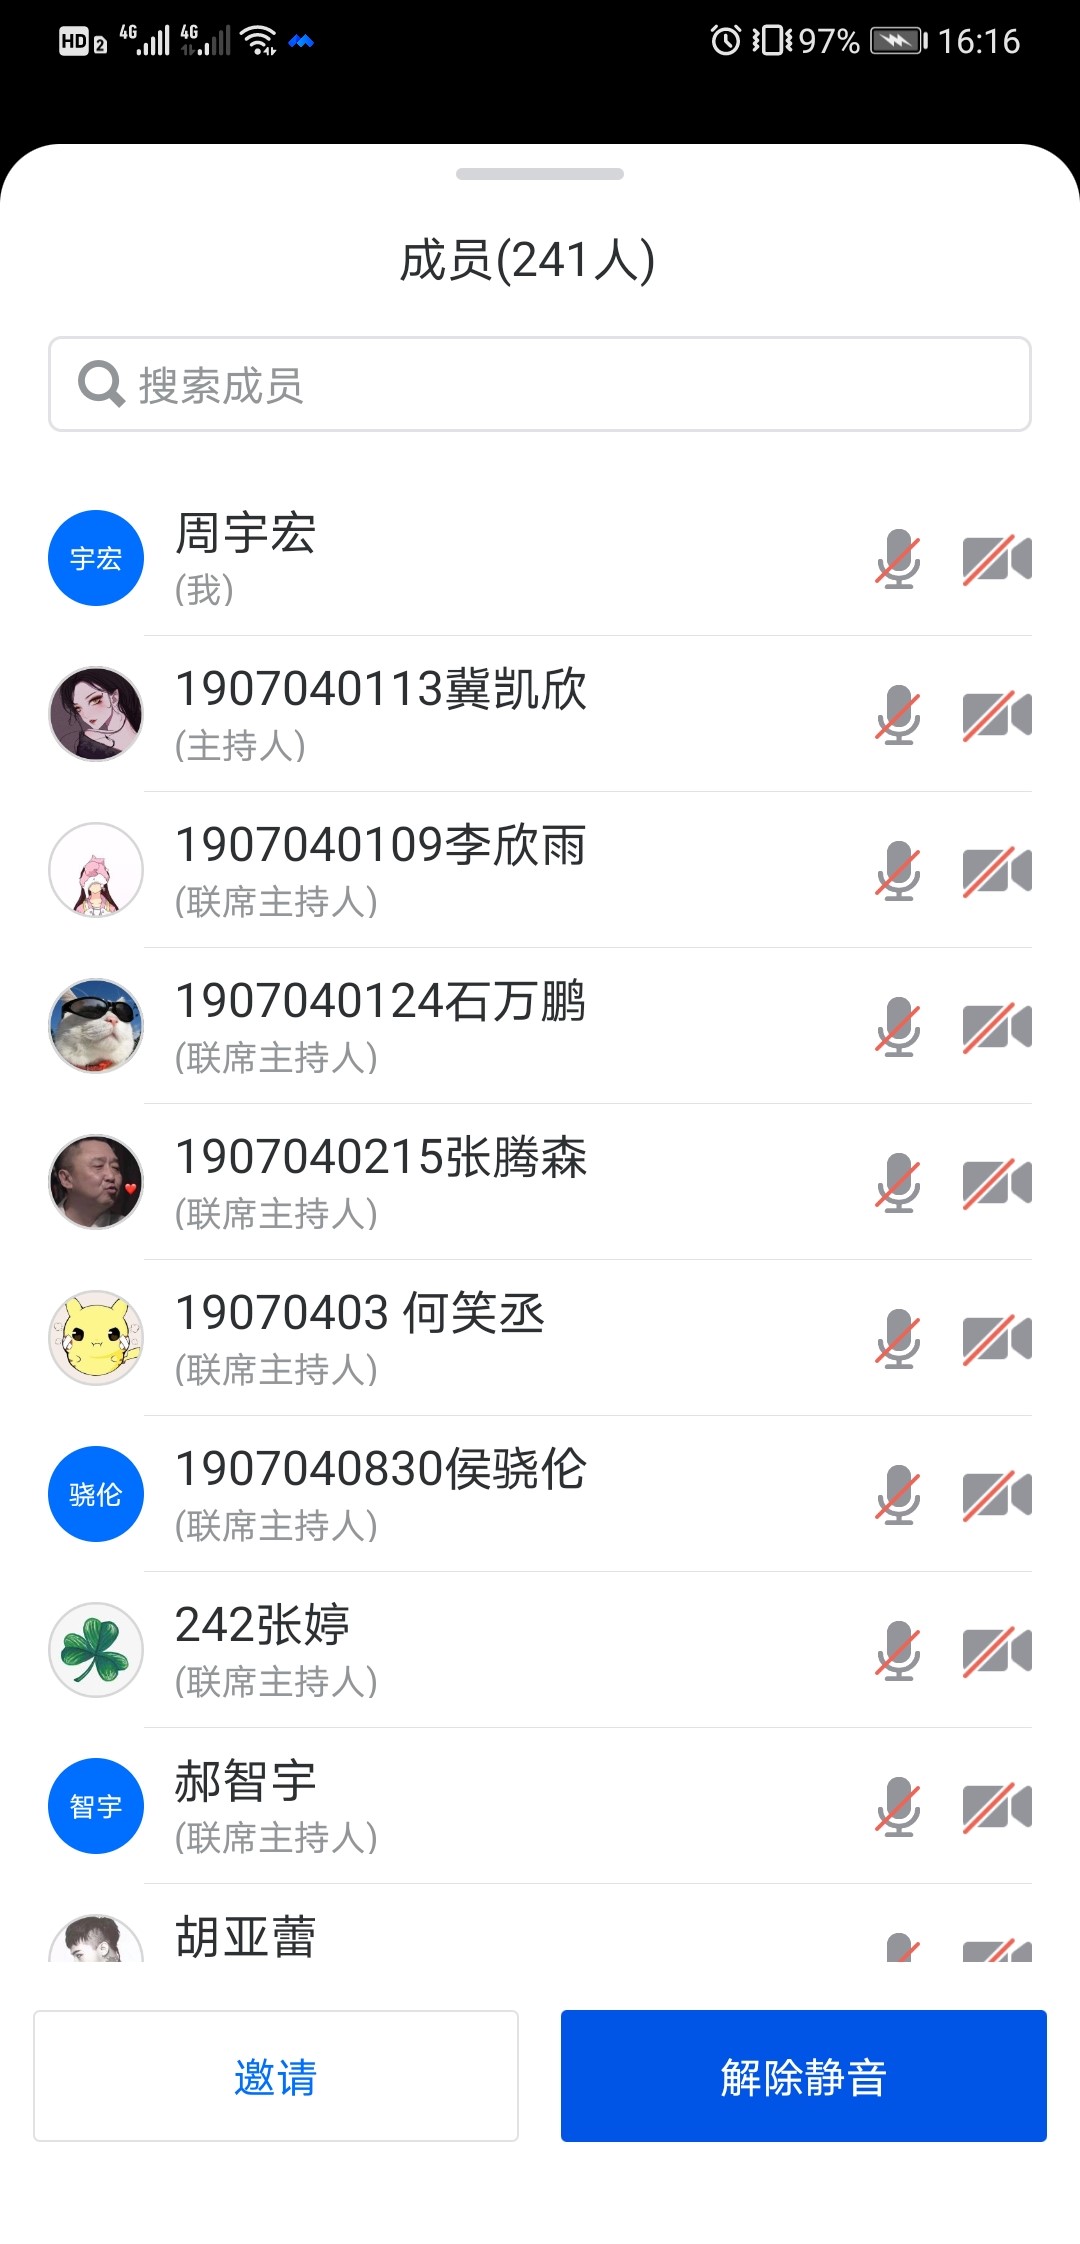 HD 2 4G 4G 97% 16:16
成员(241人)
搜索成员
宇宏
周宇宏
(我)
1907040113冀凯欣
(主持人)
1907040109李欣雨
(联席主持人)
1907040124石万鹏
(联席主持人)
1907040215张腾森
(联席主持人)
19070403 何笑丞
(联席主持人)
骁伦
1907040830侯骁伦
(联席主持人)
242张婷
(联席主持人)
智宇
郝智宇
(联席主持人)
胡亚蕾
邀请
解除静音